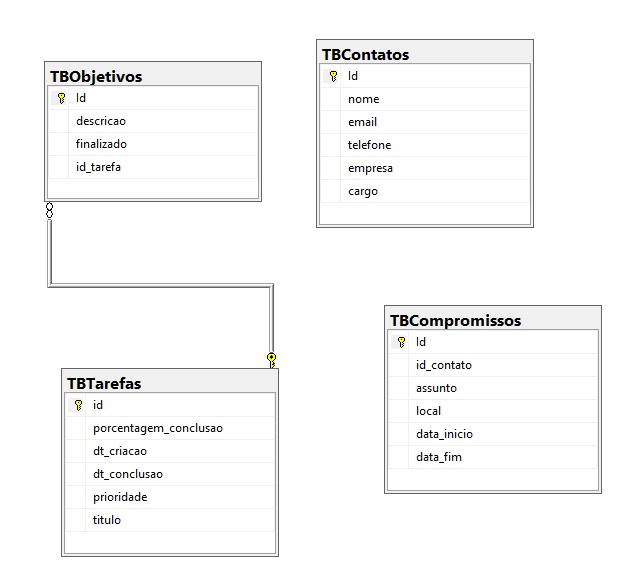 TBObjetivos
Id
descricao
finalizado
id_tarefa
TBContatos
Id
nome
email
telefone
empresa
cargo
TBTarefas
id
porcentagem_conclusao
dt_criacao
dt_conclusao
prioridade
titulo
TBCompromissos
Id
id_contato
assunto
local
data_inicio
data_fim